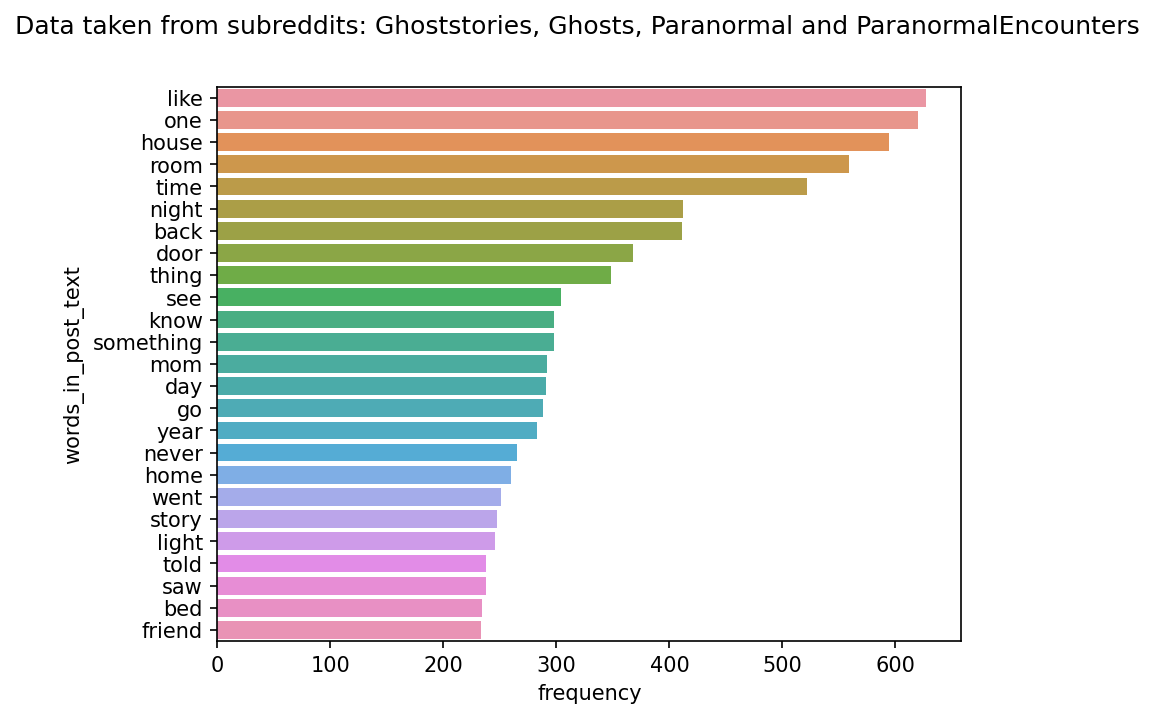 Data taken from subreddits: Ghoststories, Ghosts, Paranormal and ParanormalEncounters
words_in_post_text
like
one
house
room
time
night
back
door
thing
see
know
something
mom
day
go
year
never
home
went
story
light
told
saw
bed
friend
0 100 200 300 400 500 600
frequency